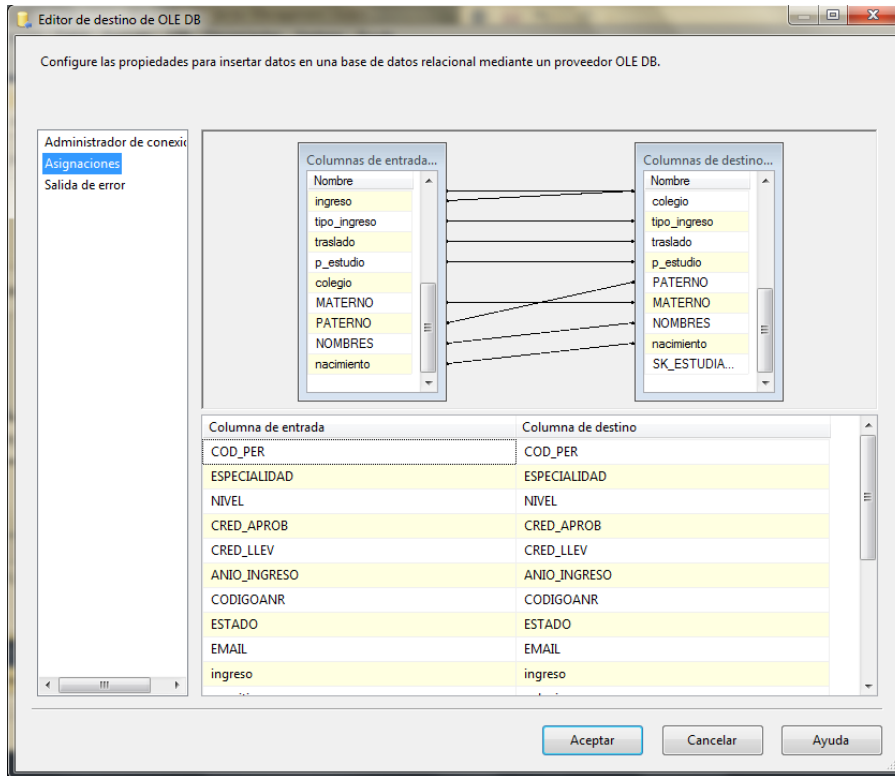 Editor de destino de OLE DB
Configure las propiedades para insertar datos en una base de datos relacional mediante un proveedor OLE DB.
Administrador de conexio
Asignaciones
Salida de error
Columnas de entrada...
Nombre
ingreso
tipo_ingreso
traslado
p_estudio
colegio
MATERNO
PATERNO
NOMBRES
nacimiento
Columnas de destino...
Nombre
colegio
tipo_ingreso
traslado
p_estudio
PATERNO
MATERNO
NOMBRES
nacimiento
SK_ESTUDIA...
Columna de entrada Columna de destino
COD_PER COD_PER
ESPECIALIDAD ESPECIALIDAD
NIVEL NIVEL
CRED_APROB CRED_APROB
CRED_LLEV CRED_LLEV
ANIO_INGRESO ANIO_INGRESO
CODIGOANR CODIGOANR
ESTADO ESTADO
EMAIL EMAIL
ingreso ingreso
Aceptar Cancelar Ayuda